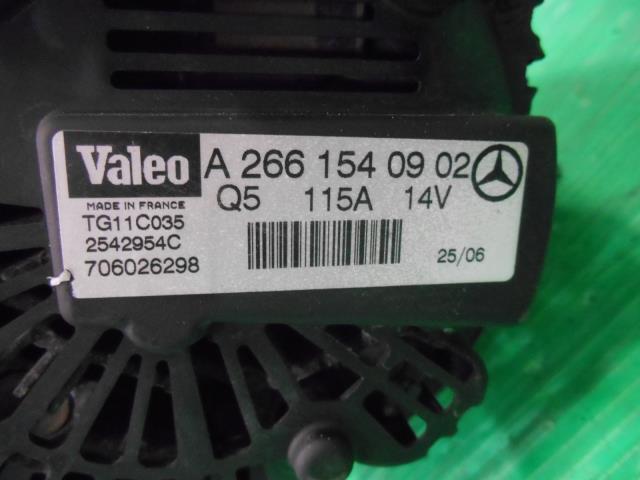 Valeo A 266 154 09 02
MADE IN FRANCE Q5 115A 14V
TG11C035
2542954C
706026298
25/06